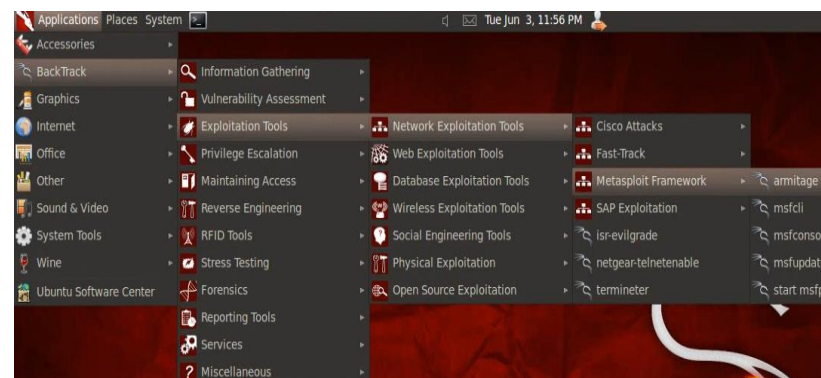 Applications Places System Tue Jun 3, 11:56 PM
Accessories
BackTrack
Graphics
Internet
Office
Other
Sound & Video
System Tools
Wine
Ubuntu Software Center
Information Gathering
Vulnerability Assessment
Exploitation Tools
Privilege Escalation
Maintaining Access
Reverse Engineering
RFID Tools
Stress Testing
Forensics
Reporting Tools
Services
Miscellaneous
Network Exploitation Tools
Web Exploitation Tools
Database Exploitation Tools
Wireless Exploitation Tools
Social Engineering Tools
Physical Exploitation
Open Source Exploitation
Cisco Attacks
Fast-Track
Metasploit Framework
SAP Exploitation
isr-evilgrade
netgear-telnetenable
termineter
armitage
msfcli
msfconso
msfupdat
start msfp